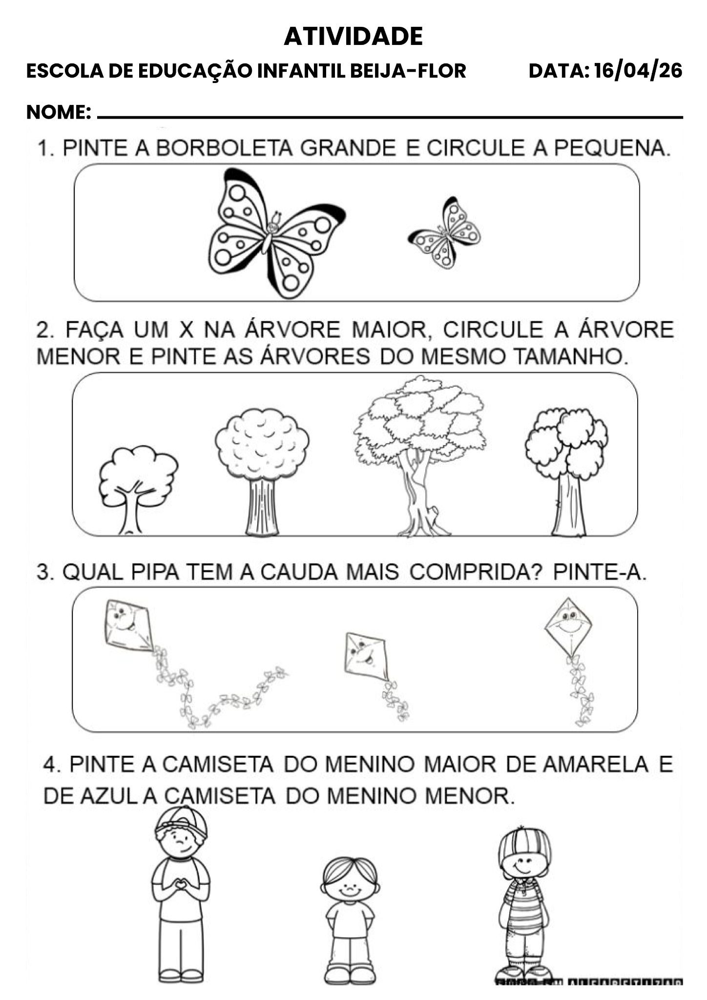 ATIVIDADE
ESCOLA DE EDUCAÇÃO INFANTIL BEIJA-FLOR DATA: 16/04/26
NOME:
1. PINTE A BORBOLETA GRANDE E CIRCULE A PEQUENA.
2. FAÇA UM X NA ÁRVORE MAIOR, CIRCULE A ÁRVORE
MENOR E PINTE AS ÁRVORES DO MESMO TAMANHO.
3. QUAL PIPA TEM A CAUDA MAIS COMPRIDA? PINTE-A.
4. PINTE A CAMISETA DO MENINO MAIOR DE AMARELA E
DE AZUL A CAMISETA DO MENINO MENOR.
ALFABETIZAR